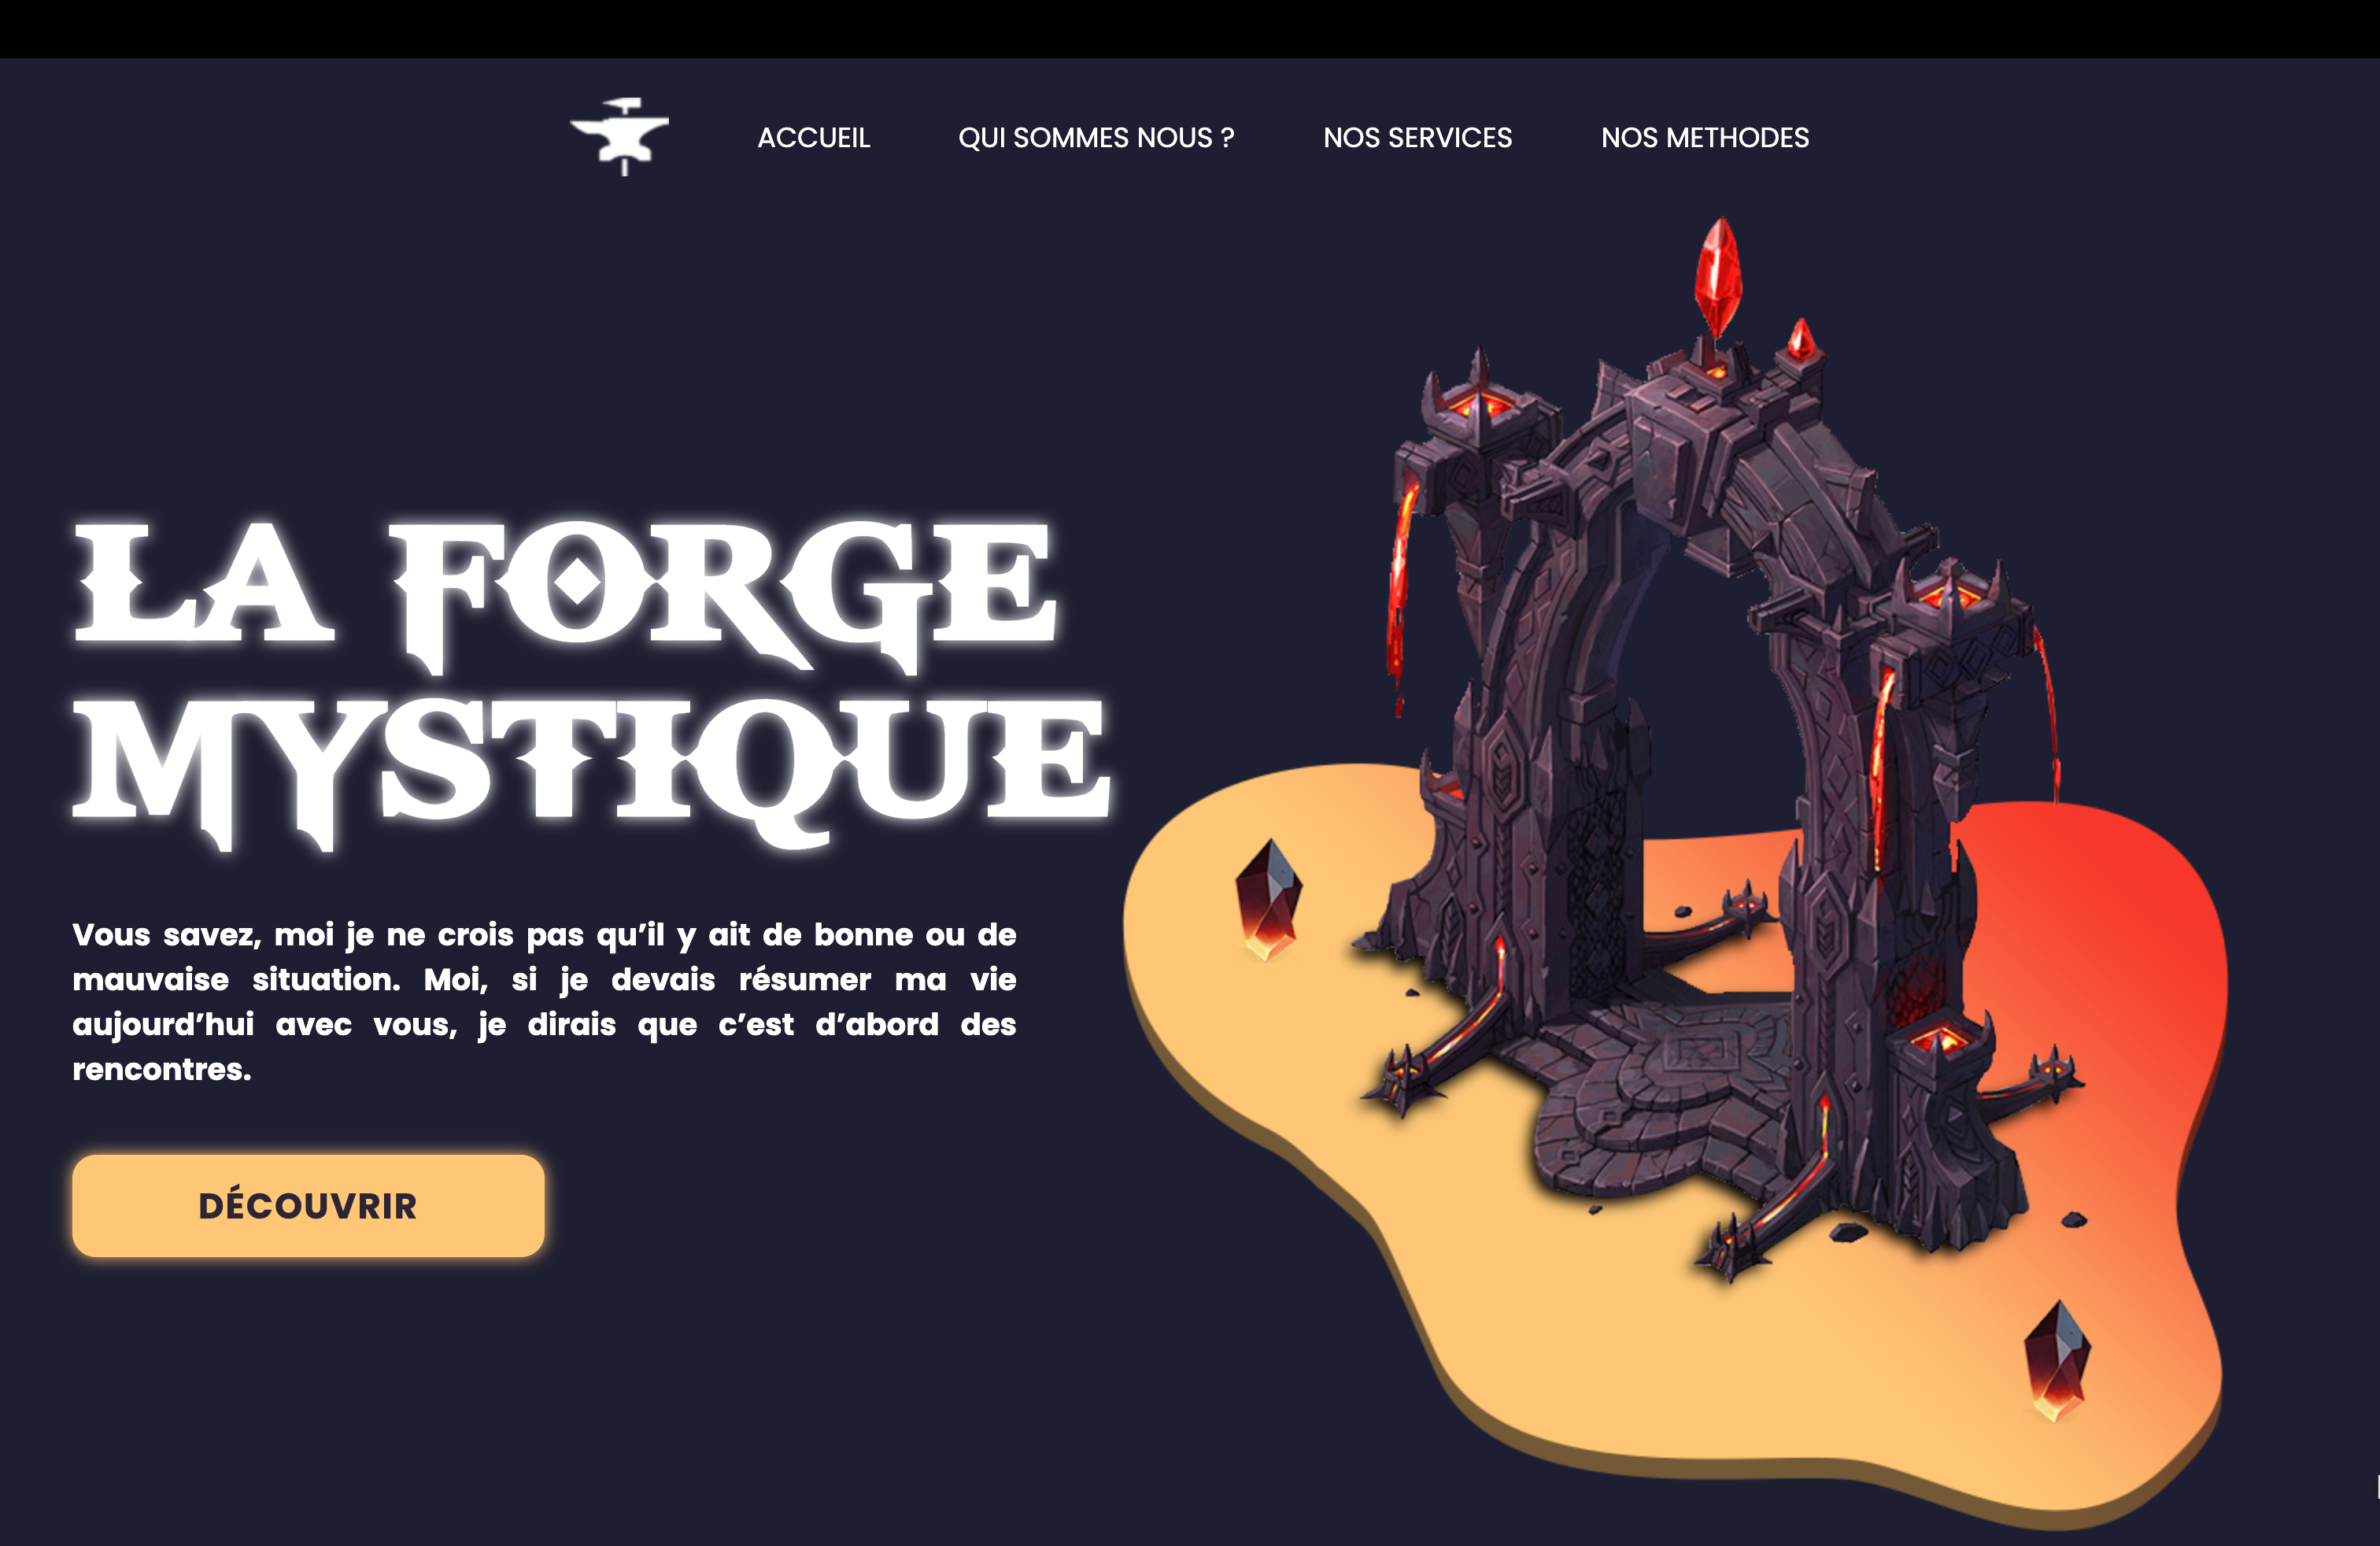 ACCUEIL QUI SOMMES NOUS ? NOS SERVICES NOS METHODES
LA FORGE
MYSTIQUE
Vous savez, moi je ne crois pas qu’il y ait de bonne ou de
mauvaise situation. Moi, si je devais résumer ma vie
aujourd’hui avec vous, je dirais que c’est d’abord des
rencontres.
DÉCOUVRIR